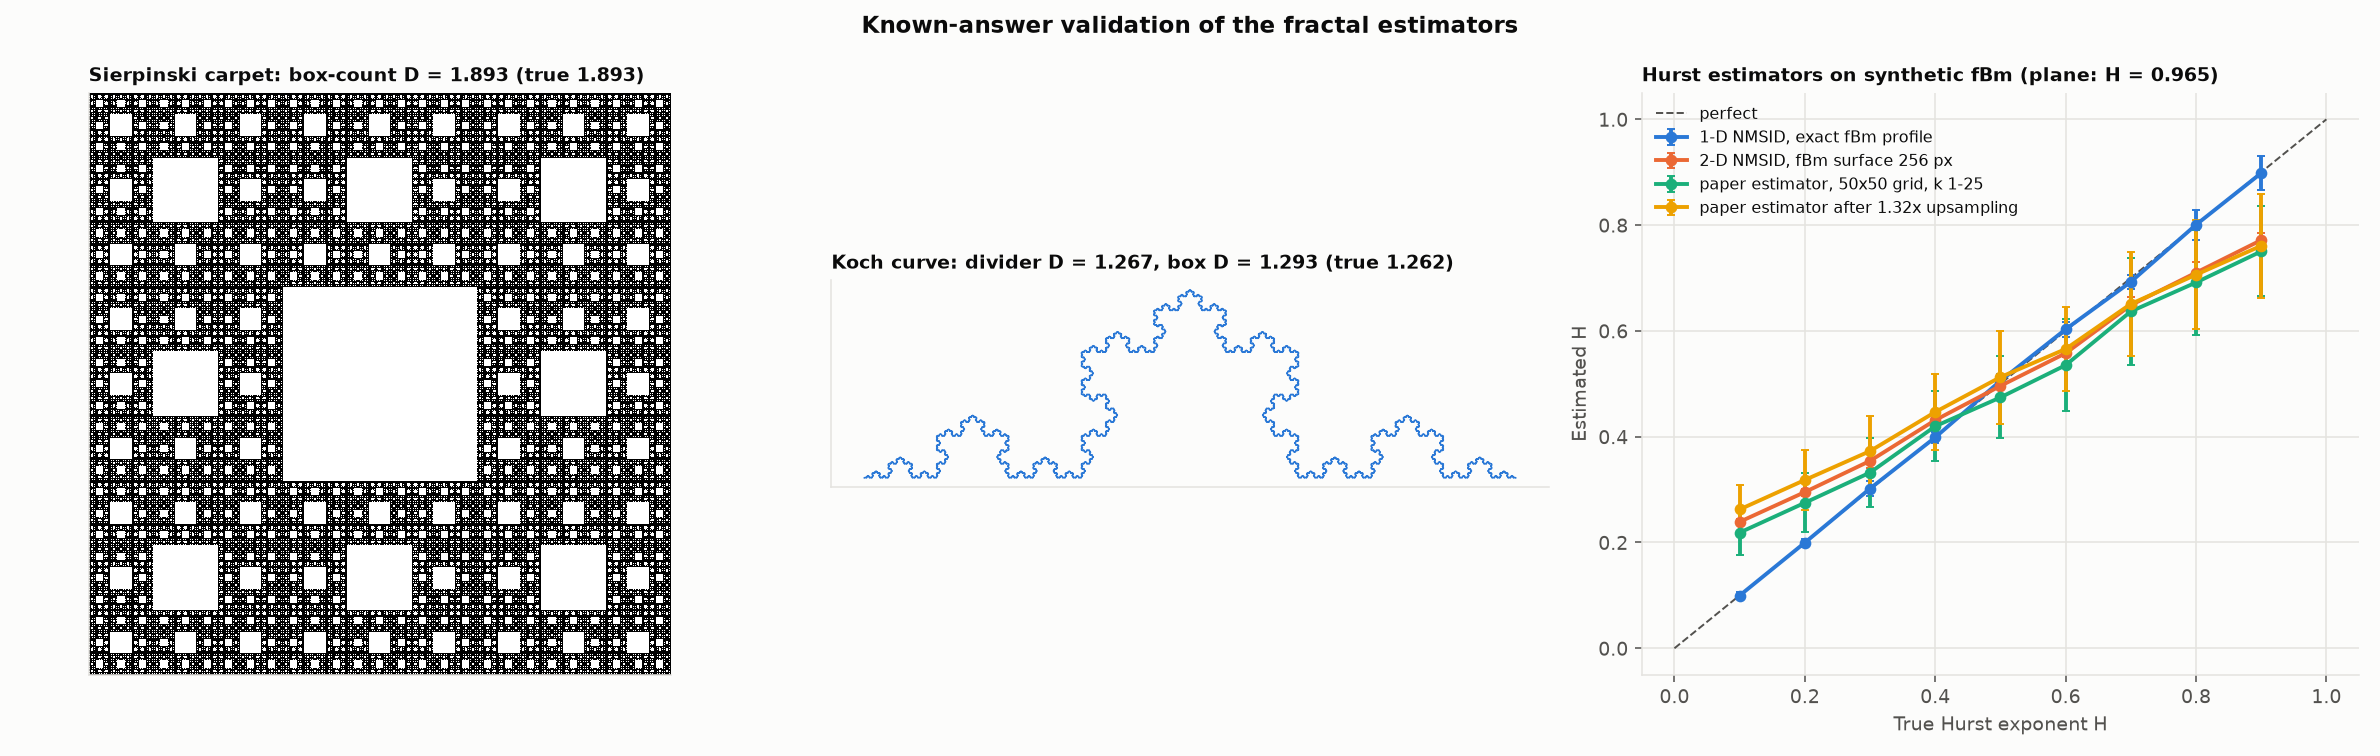 Known-answer validation of the fractal estimators
Sierpinski carpet: box-count D = 1.893 (true 1.893)
Koch curve: divider D = 1.267, box D = 1.293 (true 1.262)
Hurst estimators on synthetic fBm (plane: H = 0.965)
perfect
1-D NMSID, exact fBm profile
2-D NMSID, fBm surface 256 px
paper estimator, 50x50 grid, k 1-25
paper estimator after 1.32x upsampling
Estimated H
1.0
0.8
0.6
0.4
0.2
0.0
0.0 0.2 0.4 0.6 0.8 1.0
True Hurst exponent H